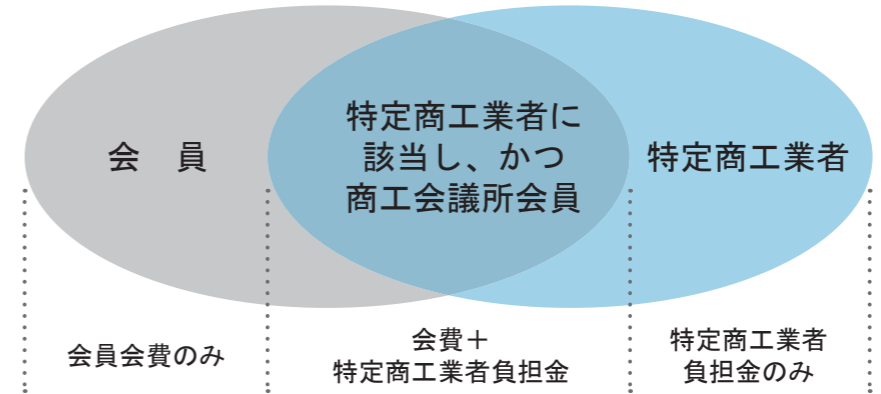 会　員
特定商工業者に
該当し、かつ
商工会議所会員
特定商工業者
会員会費のみ
会費＋
特定商工業者負担金
特定商工業者
負担金のみ